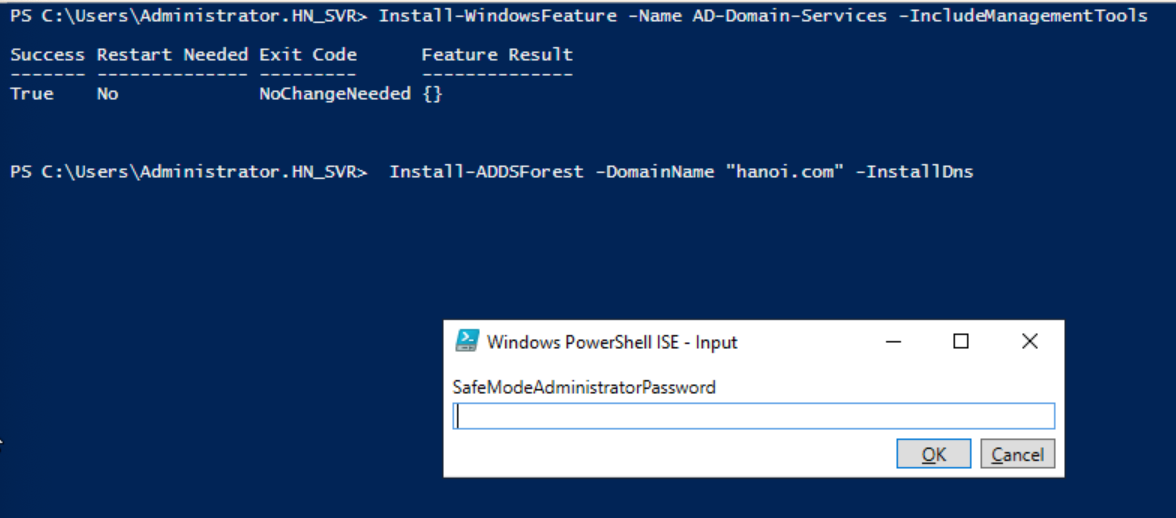 PS C:\Users\Administrator.HN_SVR> Install-WindowsFeature -Name AD-Domain-Services -IncludeManagementTools
Success Restart Needed Exit Code      Feature Result
------- -------------- ---------      --------------
True    No             NoChangeNeeded {}
PS C:\Users\Administrator.HN_SVR>  Install-ADDSForest -DomainName "hanoi.com" -InstallDns
Windows PowerShell ISE - Input
SafeModeAdministratorPassword
OK Cancel